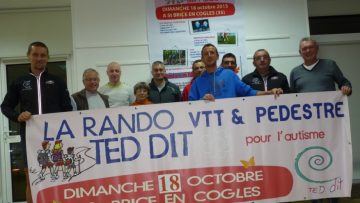 DIMANCHE 18 octobre 2015
A St BRICE EN COGLES (35)
LA RANDO VTT & PEDESTRE
TED DIT
pour l'autisme
TED DIT
DIMANCHE 18 OCTOBRE
BRICE EN COGLES